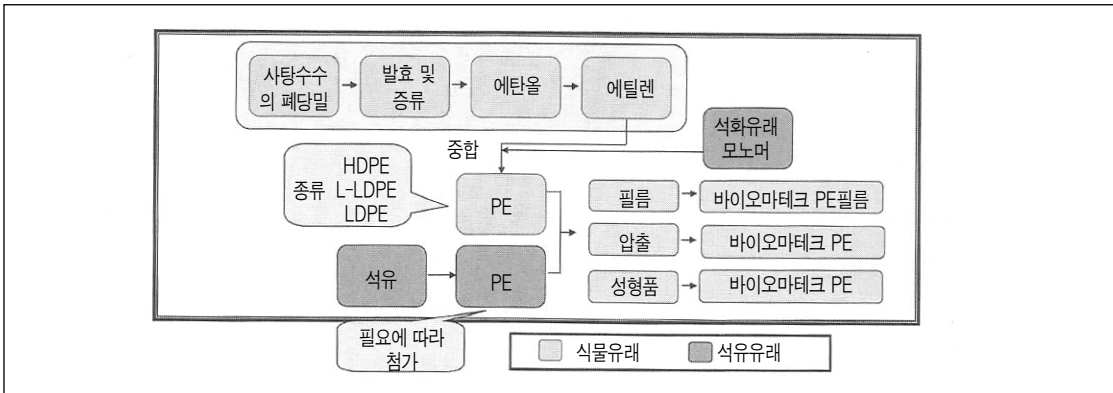 사탕수수
의 폐당밀
발효 및
증류
에탄올
에틸렌
석화유래
모노머
중합
HDPE
종류 L-LDPE
LDPE
PE
필름
바이오마테크 PE필름
압출
바이오마테크 PE
석유
PE
성형품
바이오마테크 PE
필요에 따라
첨가
식물유래
석유유래